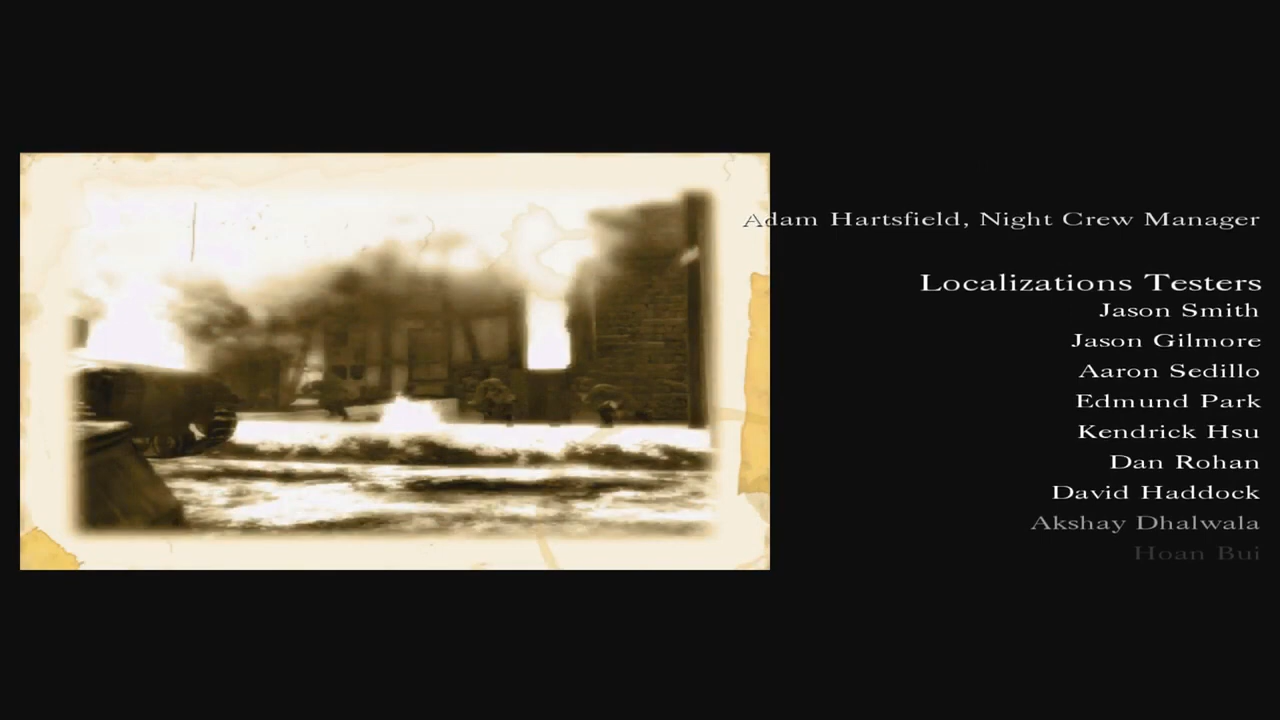 Adam Hartsfield, Night Crew Manager
Localizations Testers
Jason Smith
Jason Gilmore
Aaron Sedillo
Edmund Park
Kendrick Hsu
Dan Rohan
David Haddock
Akshay Dhalwala
Hoan Bui